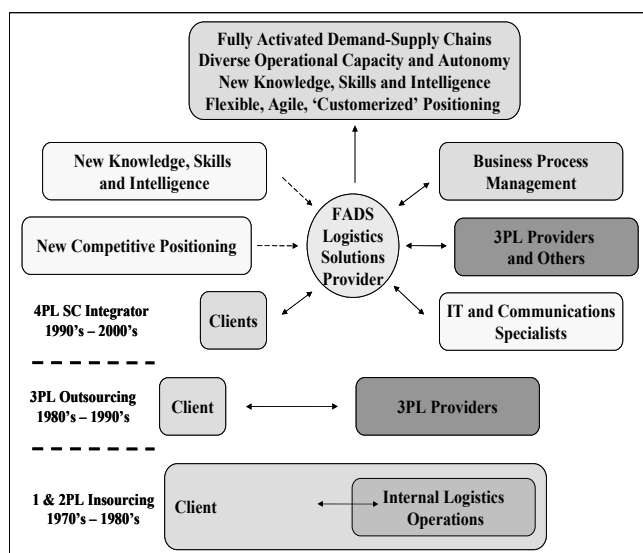 Fully Activated Demand-Supply Chains
Diverse Operational Capacity and Autonomy
New Knowledge, Skills and Intelligence
Flexible, Agile, ‘Customerized’ Positioning
New Knowledge, Skills
and Intelligence
Business Process
Management
FADS
Logistics
Solutions
Provider
New Competitive Positioning
3PL Providers
and Others
4PL SC Integrator
1990’s – 2000’s
Clients
IT and Communications
Specialists
3PL Outsourcing
1980’s – 1990’s
Client
3PL Providers
1 & 2PL Insourcing
1970’s – 1980’s
Client
Internal Logistics
Operations